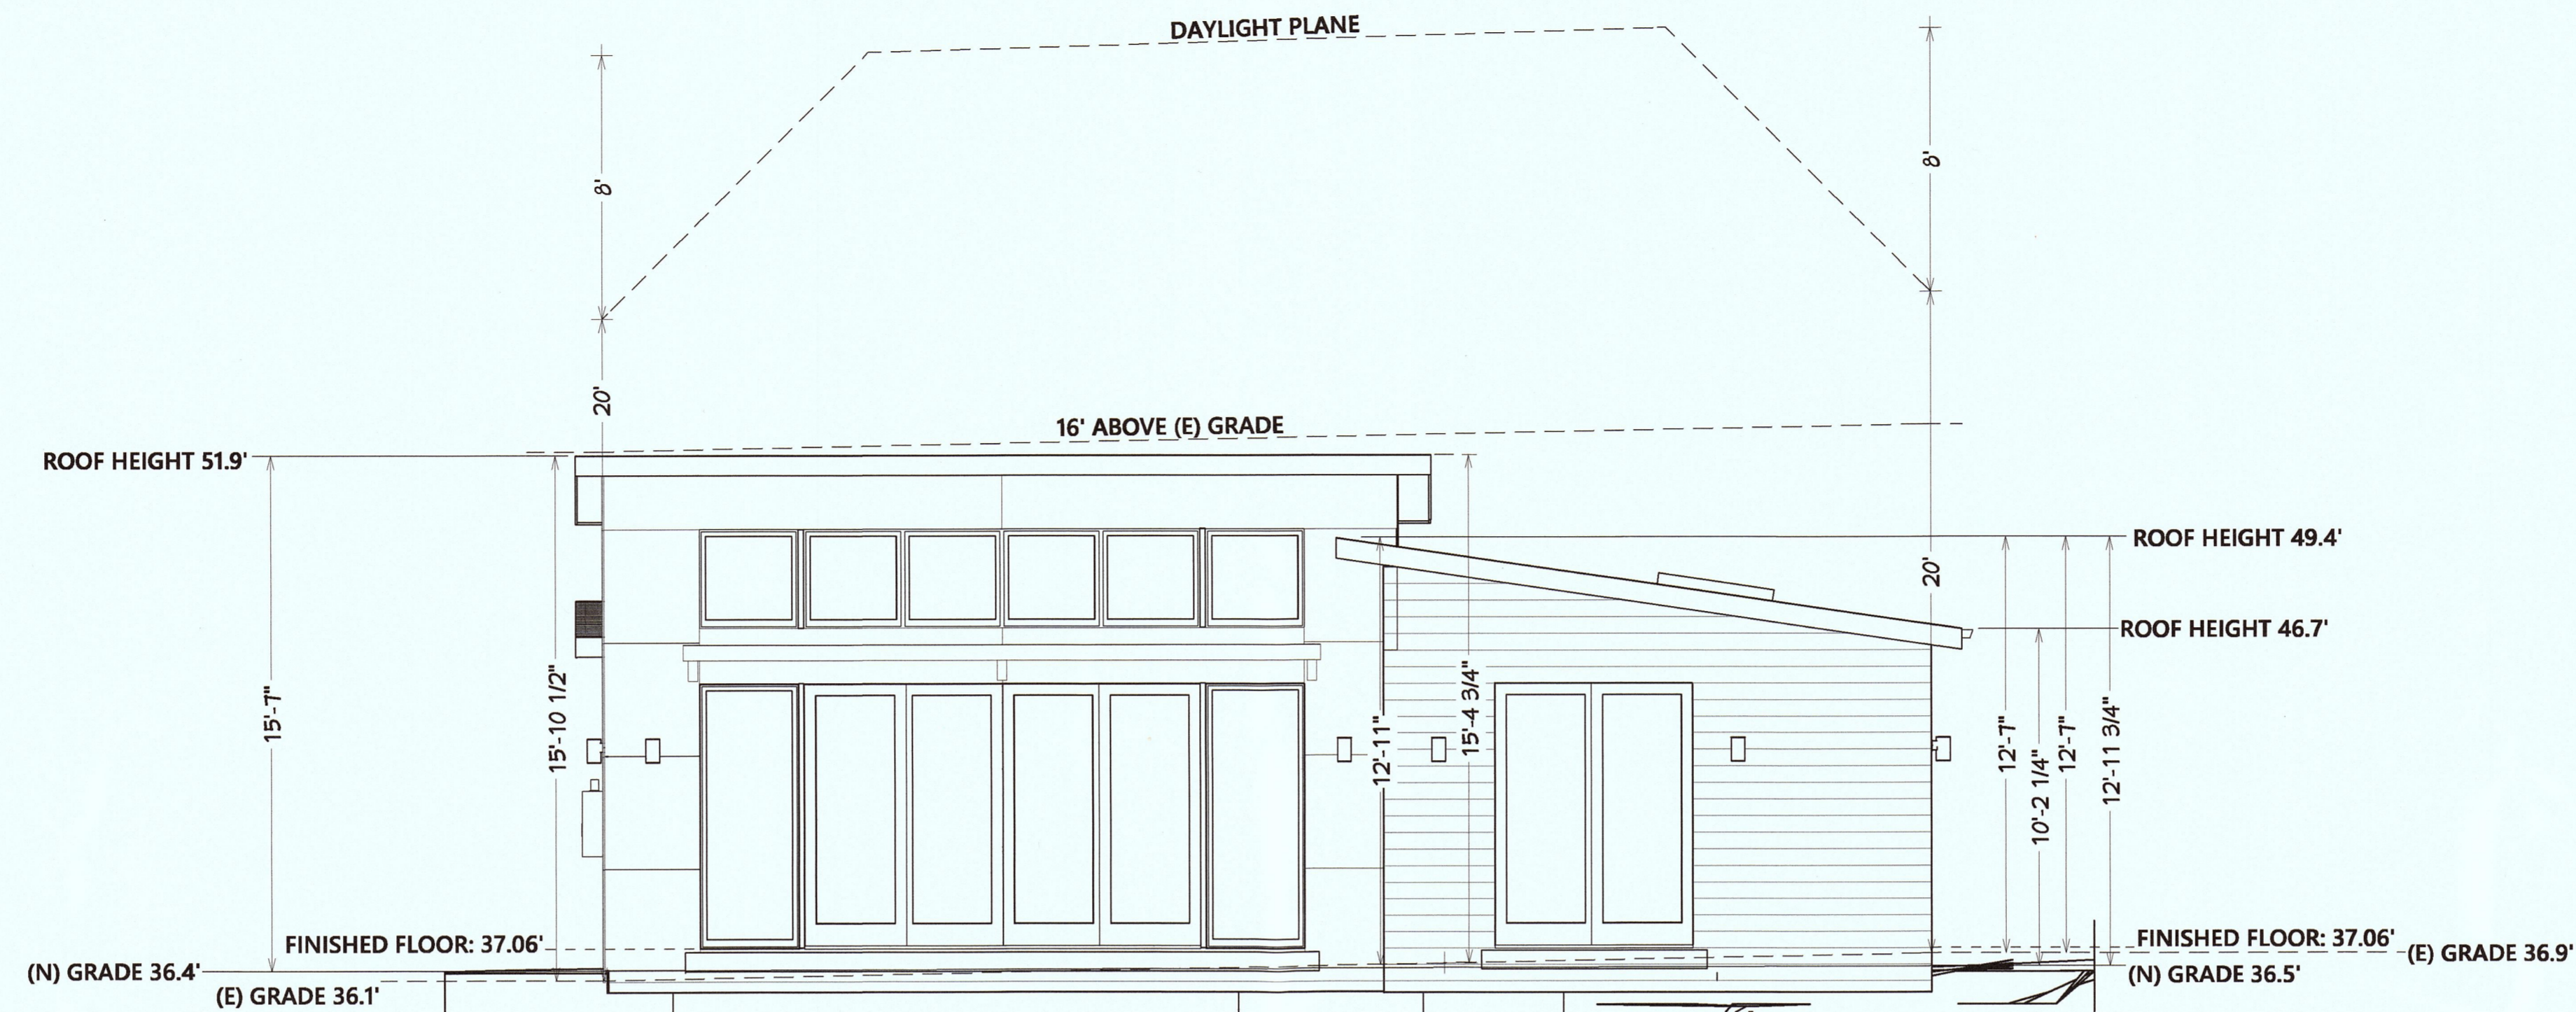 DAYLIGHT PLANE
8'
8'
20'
16' ABOVE (E) GRADE
ROOF HEIGHT 51.9'
ROOF HEIGHT 49.4'
20'
ROOF HEIGHT 46.7'
15'-7"
15'-10 1/2"
12'-11"
15'-4 3/4"
12'-7"
10'-2 1/4"
12'-7"
12'-11 3/4"
FINISHED FLOOR: 37.06'
FINISHED FLOOR: 37.06'
(E) GRADE 36.9'
(N) GRADE 36.4'
(N) GRADE 36.5'
(E) GRADE 36.1'